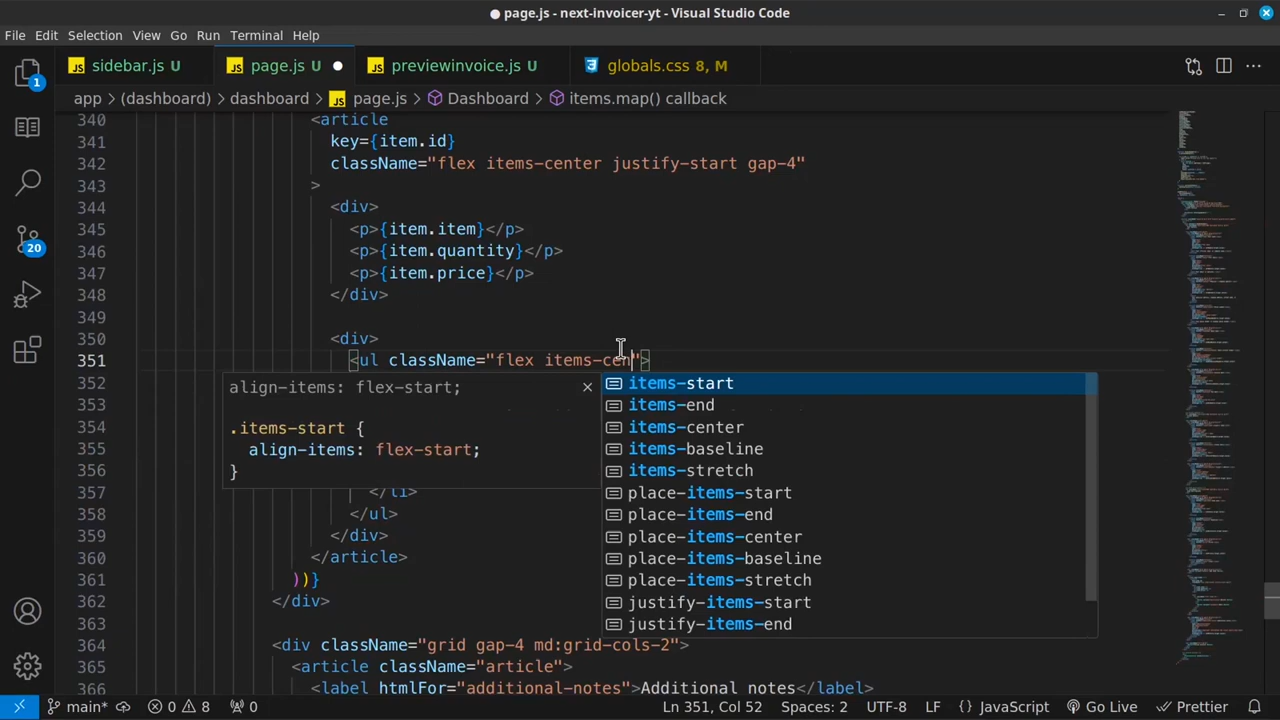 page.js - next-invoicer-yt - Visual Studio Code
File Edit Selection View Go Run Terminal Help
sidebar.js U page.js U previewinvoice.js U globals.css 8, M
app > (dashboard) > dashboard > page.js > Dashboard > items.map() callback
1
20
340 <article
341 key={item.id}
342 className="flex items-center justify-start gap-4"
343 >
344 <div>
345 <p>{item.item}</p>
346 <p>{item.quantity}</p>
347 <p>{item.price}</p>
348 </div>
349
350 <div>
351 <ul className="flex items-cen">
352
353
354
355
356
357 </li>
358 </ul>
359 </div>
360 </article>
361 ))}
362 </div>
363
364 <div className="grid gap-4 md:grid-cols-2">
365 <article className="article">
366 <label htmlFor="additional-notes">Additional notes</label>
align-items: flex-start;
.items-start {
align-items: flex-start;
}
items-start
items-end
items-center
items-baseline
items-stretch
place-items-start
place-items-end
place-items-center
place-items-baseline
place-items-stretch
justify-items-start
justify-items-end
main* 0 8 0 Ln 351, Col 52 Spaces: 2 UTF-8 LF {} JavaScript Go Live Prettier